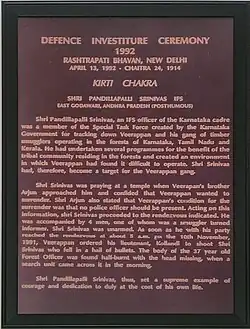 DEFENCE INVESTITURE CEREMONY
1992
RASHTRAPATI BHAVAN, NEW DELHI
APRIL 13, 1992 - CHAITRA 24, 1914
KIRTI CHAKRA
SHRI PANDILLAPALLI SRINIVAS IFS
EAST GODAVARI, ANDHRA PRADESH (POSTHUMOUS)
Shri Pandillapalli Srinivas, an IFS officer of the Karnataka cadre
was a member of the Special Task Force created by the Karnataka
Government for tracking down Veerappan and his gang of timber
smugglers operating in the forests of Karnataka, Tamil Nadu and
Kerala. He had undertaken several programmes for the benefit of the
tribal community residing in the forests and created an environment
in which Veerappan had found it difficult to operate. Shri Srinivas
had, therefore, become a target for the Veerappan gang.
Shri Srinivas was praying at a temple when Veerapan's brother
Arjun approached him and confided that Veerappan wanted to
surrender. Shri Arjun also stated that Veerappan's condition for the
surrender was that no police officer should be present. Acting on this
information, shri Srinivas proceeded to the rendezvous indicated. He
was accompanied by 4 men, one of whom was a smuggler turned
informer. Shri Srinivas was unarmed. As soon as he with his party
reached the rendezvous at about 5 a.m. on the 10th November,
1991, Veerappan ordered his lieutenant, to shoot Shri
Srinivas who fell in a hail of bullets. The body of the 37 year old
Forest Officer was found half-burnt with the head missing, when a
search unit came across it in the morning.
Shri Pandillapalli Srinivas, thus, set a supreme example of
courage and dedication to duty at the cost of his own life.